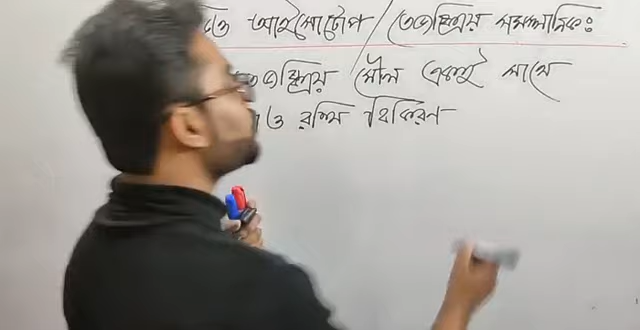 আইসোটোপ / তেজস্ক্রিয় সমস্থানিকঃ
মৌল একই সাথে
ও রশ্মি বিকিরণ